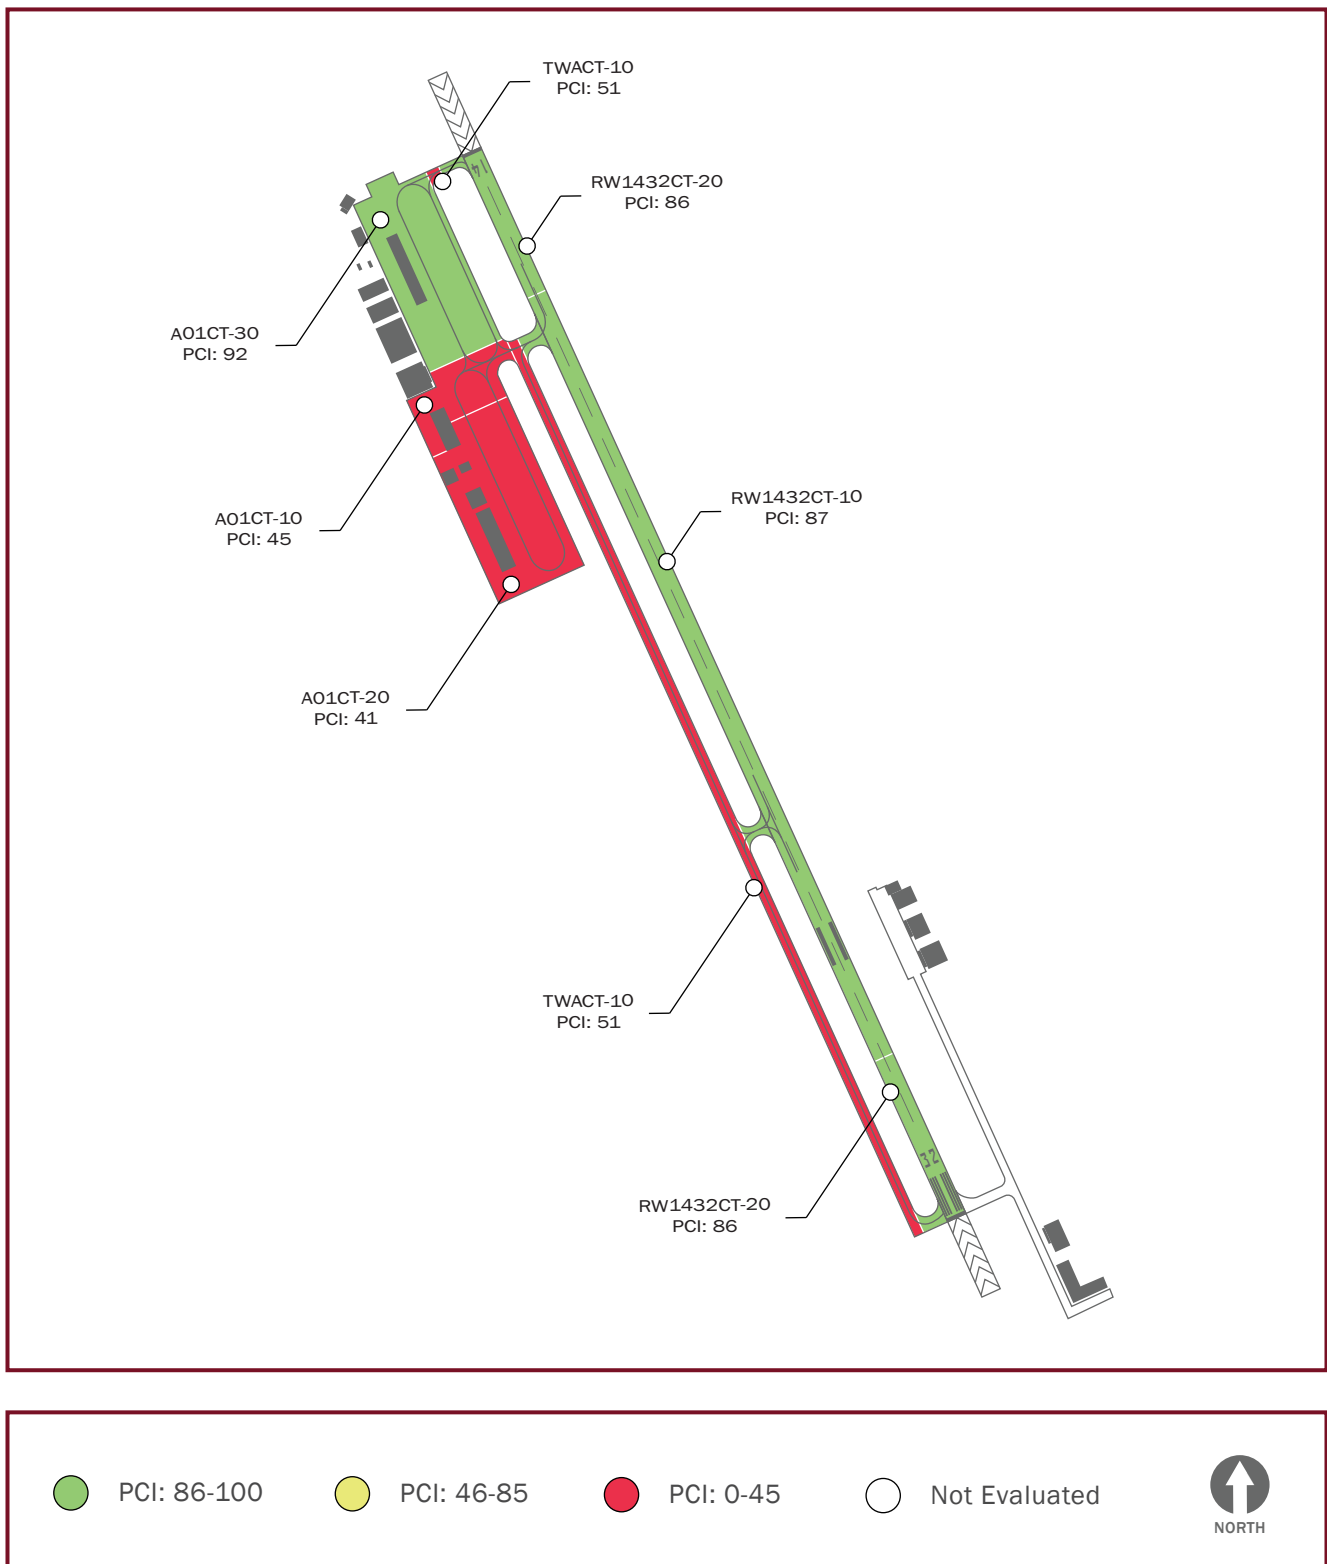 TWACT-10
PCI: 51
RW1432CT-20
PCI: 86
14
A01CT-30
PCI: 92
A01CT-10
PCI: 45
RW1432CT-10
PCI: 87
A01CT-20
PCI: 41
TWACT-10
PCI: 51
32
RW1432CT-20
PCI: 86
PCI: 86-100
PCI: 46-85
PCI: 0-45
Not Evaluated
NORTH